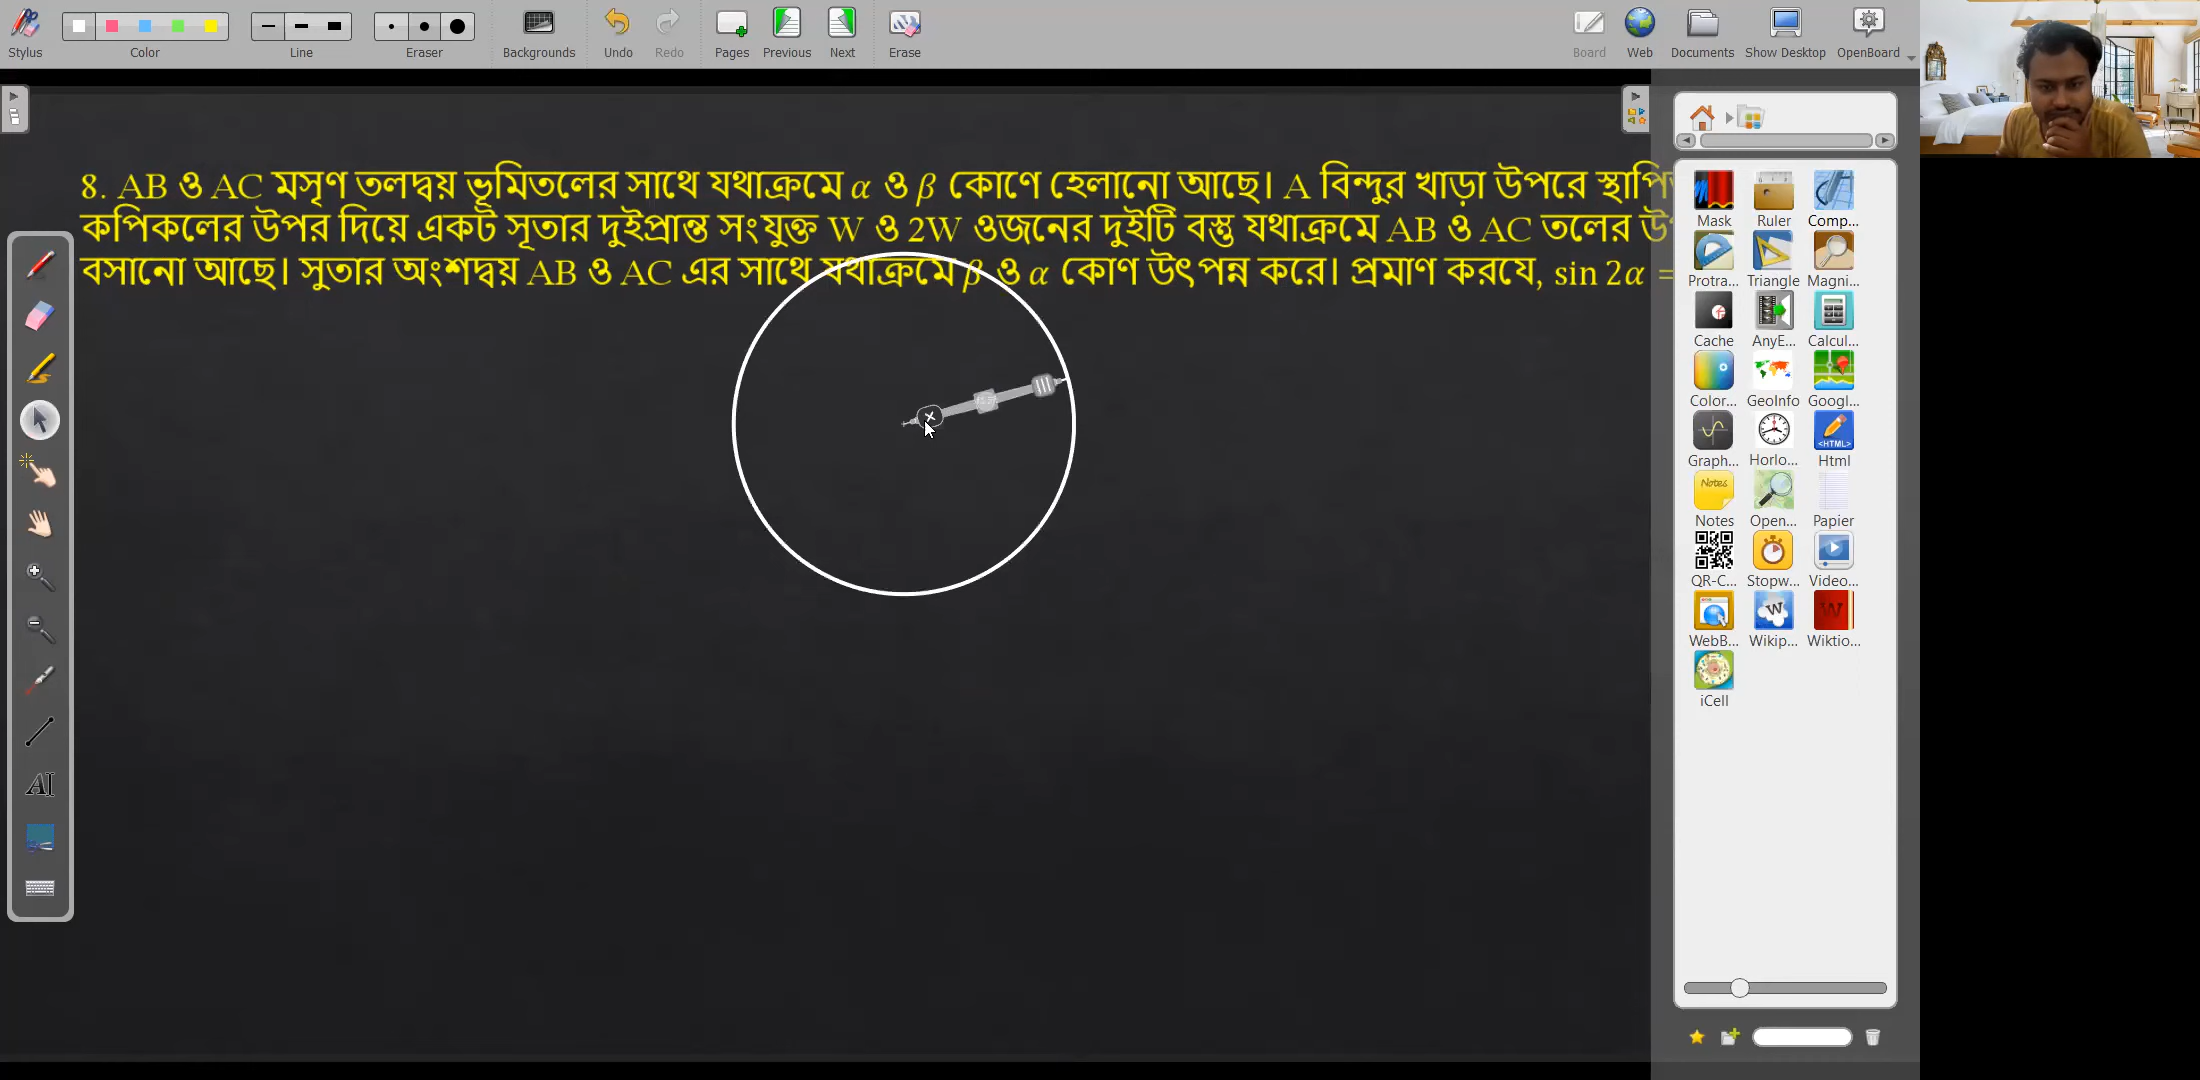 Stylus Color Line Eraser Backgrounds Undo Redo Pages Previous Next Erase Board Web Documents Show Desktop OpenBoard
8. AB ও AC মসৃণ তলদ্বয় ভূমিতলের সাথে যথাক্রমে α ও β কোণে হেলানো আছে। A বিন্দুর খাড়া উপরে
কপিকলের উপর দিয়ে একট সূতার দুইপ্রান্ত সংযুক্ত W ও 2W ওজনের দুইটি বস্তু যথাক্রমে AB ও AC তলের
বসানো আছে। সুতার অংশদ্বয় AB ও AC এর সাথে যথাক্রমে β ও α কোণ উৎপন্ন করে। প্রমাণ করযে, sin 2α =
Mask Ruler Comp...
Protra... Triangle Magni...
Cache AnyE... Calcul...
Color... GeoInfo Googl...
<HTML>
Graph... Horlo... Html
Notes
Notes Open... Papier
QR-C... Stopw... Video...
W W
WebB... Wikip... Wiktio...
iCell
AI